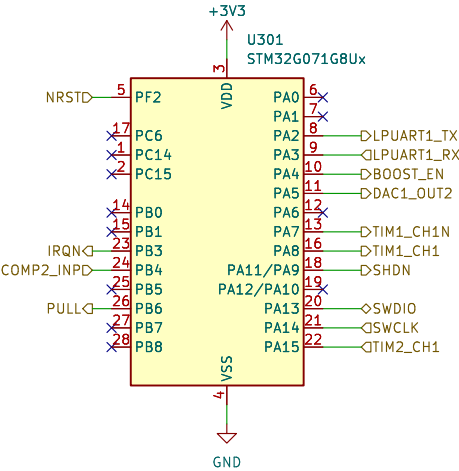 +3V3
U301
STM32G071G8Ux
3
VDD
NRST 5 PF2 PA0 6
PA1 7
17 PC6 PA2 8 LPUART1_TX
1 PC14 PA3 9 LPUART1_RX
2 PC15 PA4 10 BOOST_EN
PA5 11 DAC1_OUT2
14 PB0 PA6 12
15 PB1 PA7 13 TIM1_CH1N
IRQN 23 PB3 PA8 16 TIM1_CH1
COMP2_INP 24 PB4 PA11/PA9 18 SHDN
25 PB5 PA12/PA10 19
PULL 26 PB6 PA13 20 SWDIO
27 PB7 PA14 21 SWCLK
28 PB8 PA15 22 TIM2_CH1
VSS
4
GND